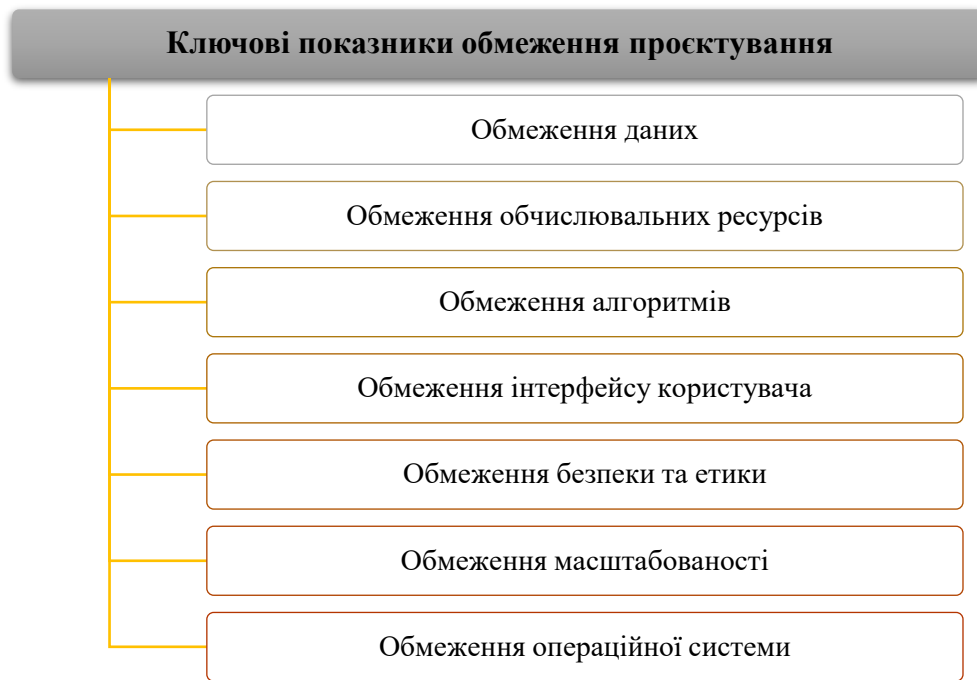 Ключові показники обмеження проєктування
Обмеження даних
Обмеження обчислювальних ресурсів
Обмеження алгоритмів
Обмеження інтерфейсу користувача
Обмеження безпеки та етики
Обмеження масштабованості
Обмеження операційної системи